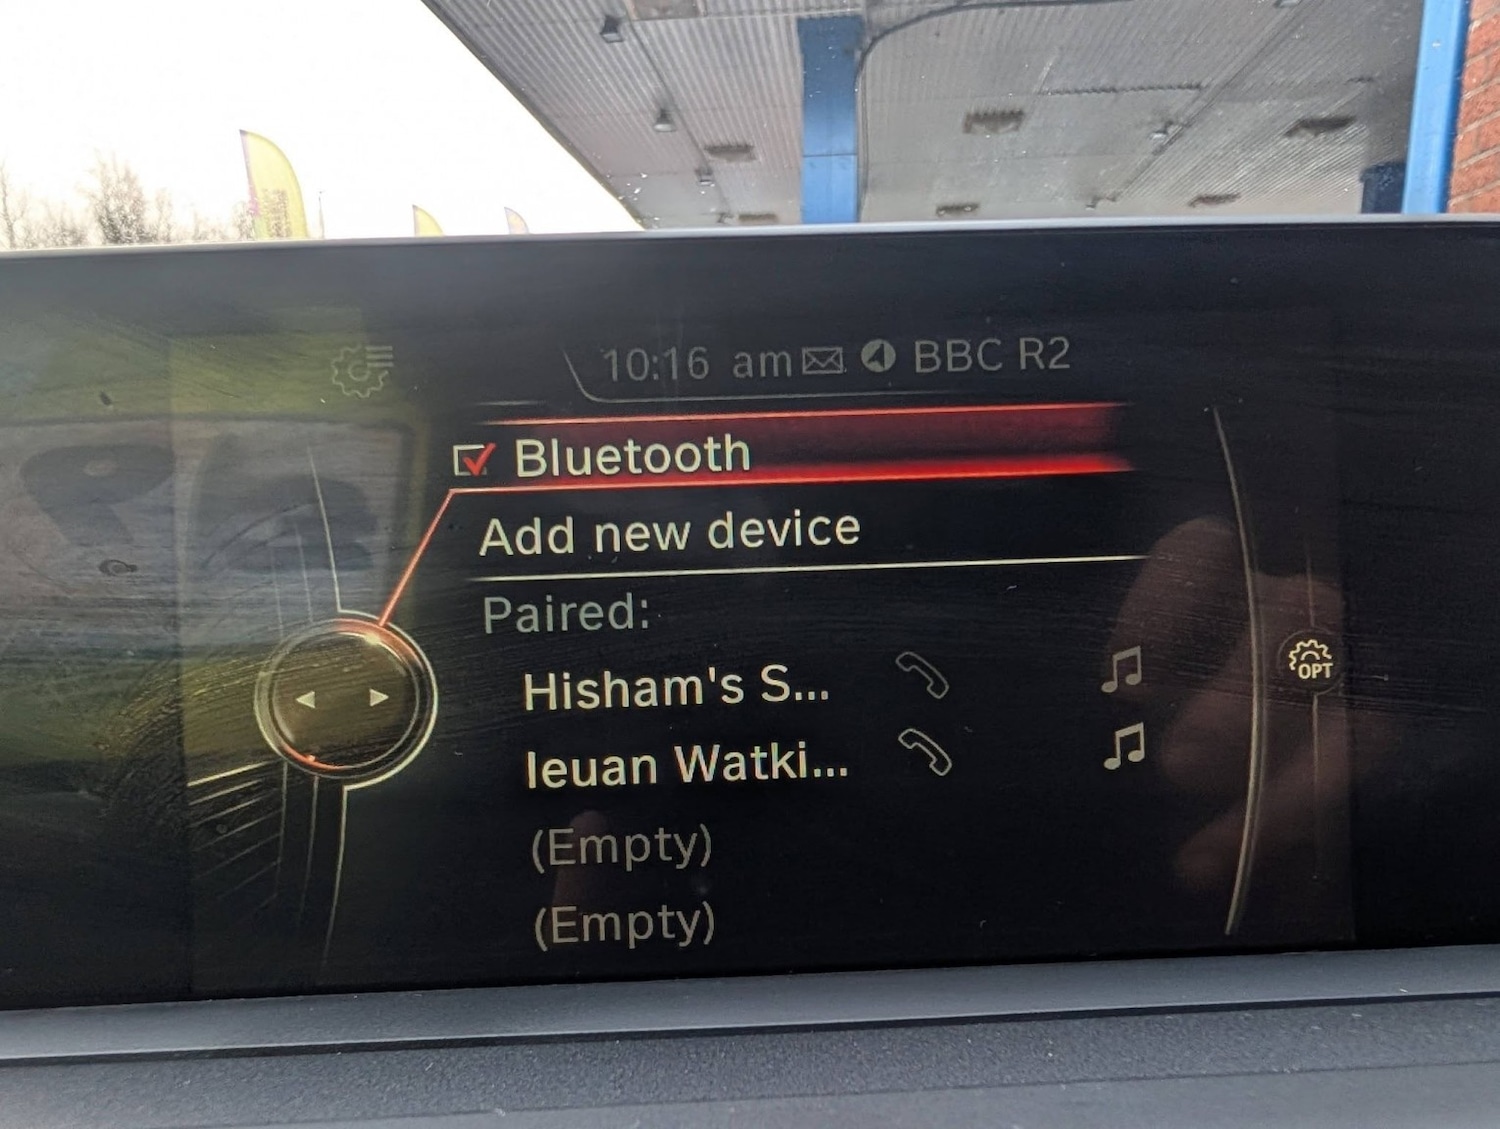 10:16 am BBC R2
Bluetooth
Add new device
Paired:
Hisham's S...
Ieuan Watki...
(Empty)
(Empty)
OPT